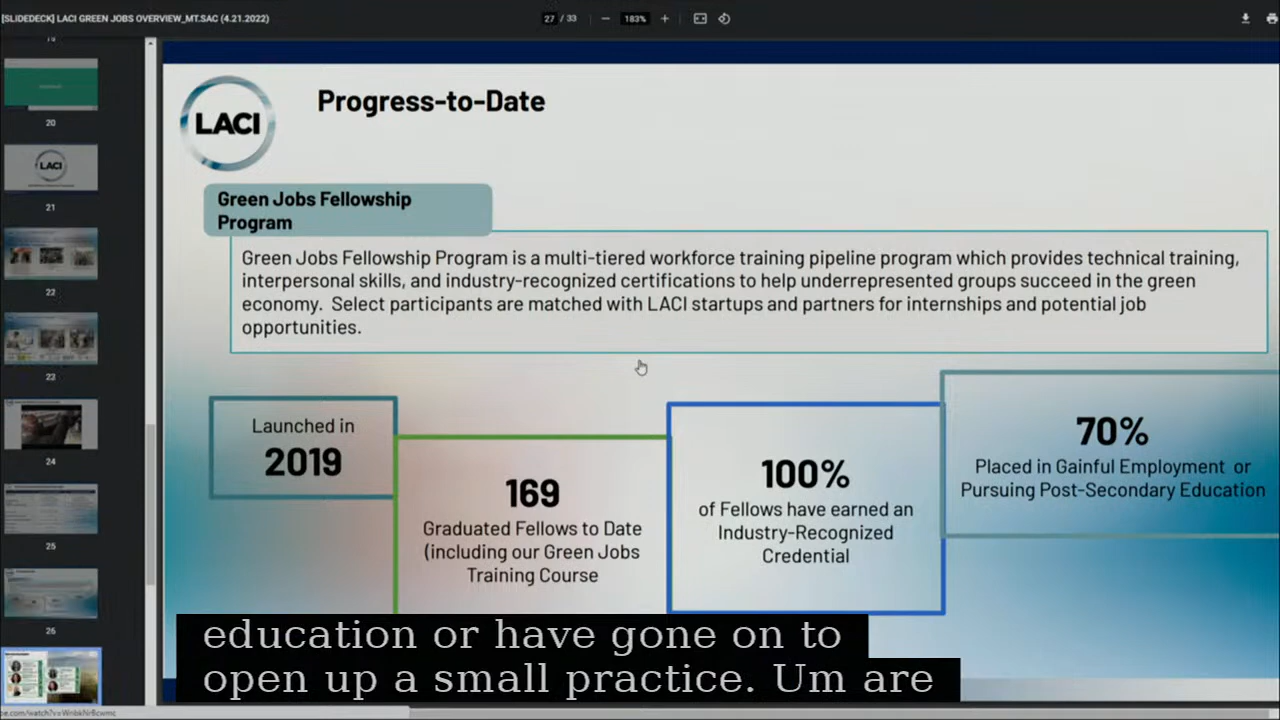 [SLIDEDECK] LACI GREEN JOBS OVERVIEW_MT.SAC (4.21.2022)
27 / 33
183%
20
LACI
21
22
23
24
25
26
LACI
Progress-to-Date
Green Jobs Fellowship
Program
Green Jobs Fellowship Program is a multi-tiered workforce training pipeline program which provides technical training,
interpersonal skills, and industry-recognized certifications to help underrepresented groups succeed in the green
economy. Select participants are matched with LACI startups and partners for internships and potential job
opportunities.
Launched in
2019
169
Graduated Fellows to Date
(including our Green Jobs
Training Course
100%
of Fellows have earned an
Industry-Recognized
Credential
70%
Placed in Gainful Employment or
Pursuing Post-Secondary Education
education or have gone on to
open up a small practice. Um are